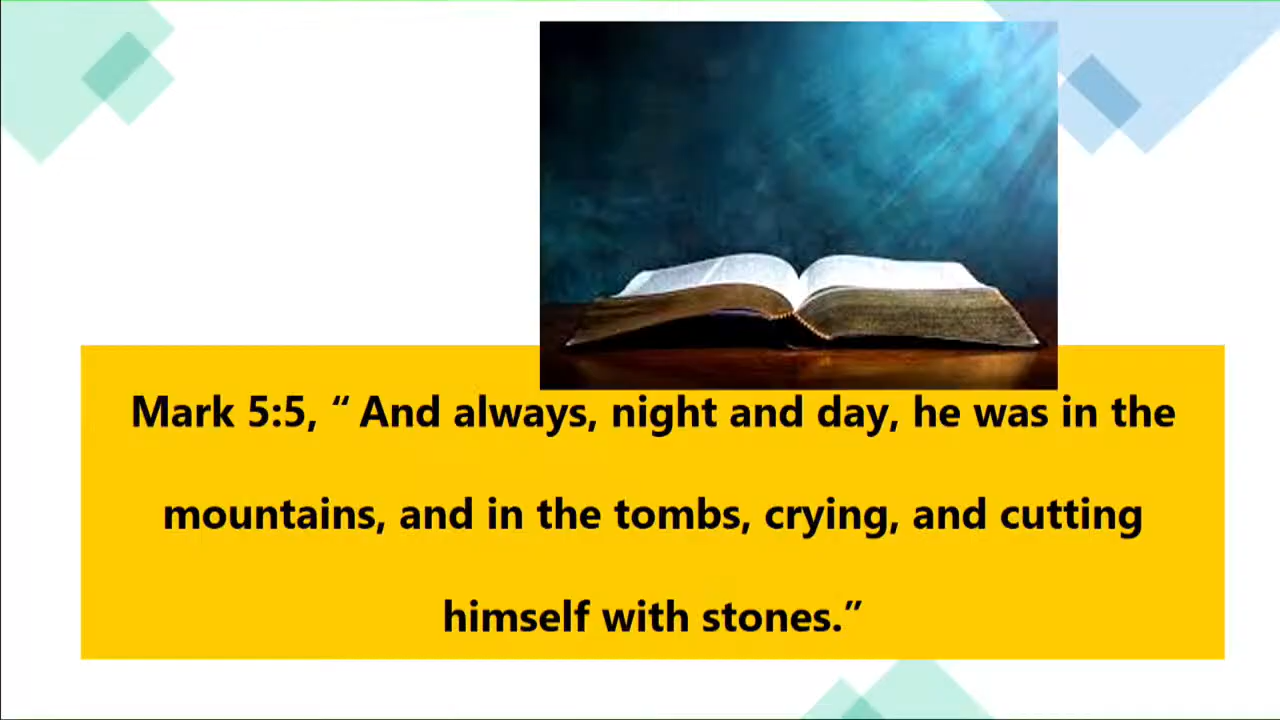 Mark 5:5, “ And always, night and day, he was in the
mountains, and in the tombs, crying, and cutting
himself with stones.”